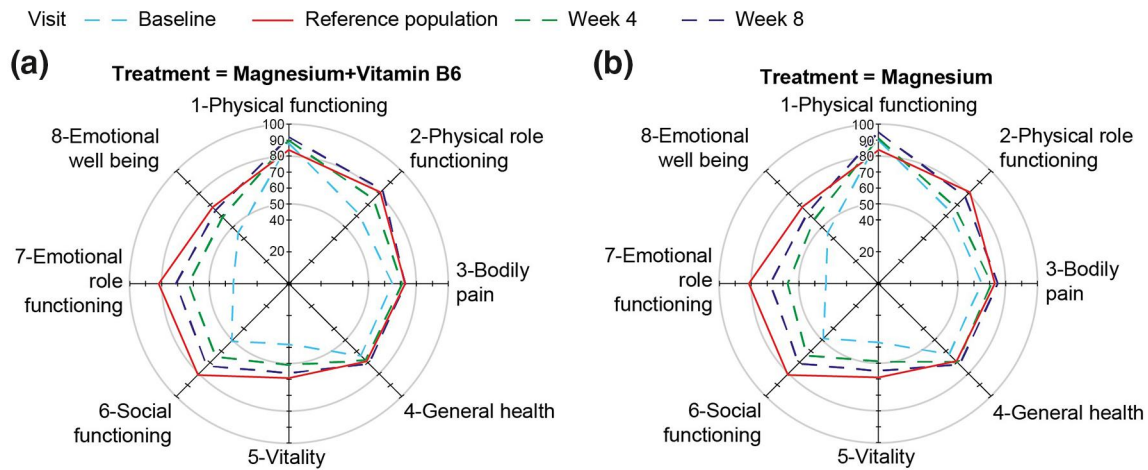 Visit Baseline Reference population Week 4 Week 8
(a)
Treatment = Magnesium+Vitamin B6
1-Physical functioning
100
90
80
70
60
50
40
20
2-Physical role
functioning
3-Bodily
pain
4-General health
5-Vitality
6-Social
functioning
7-Emotional
role
functioning
8-Emotional
well being
(b)
Treatment = Magnesium
1-Physical functioning
100
90
80
70
60
50
40
20
2-Physical role
functioning
3-Bodily
pain
4-General health
5-Vitality
6-Social
functioning
7-Emotional
role
functioning
8-Emotional
well being